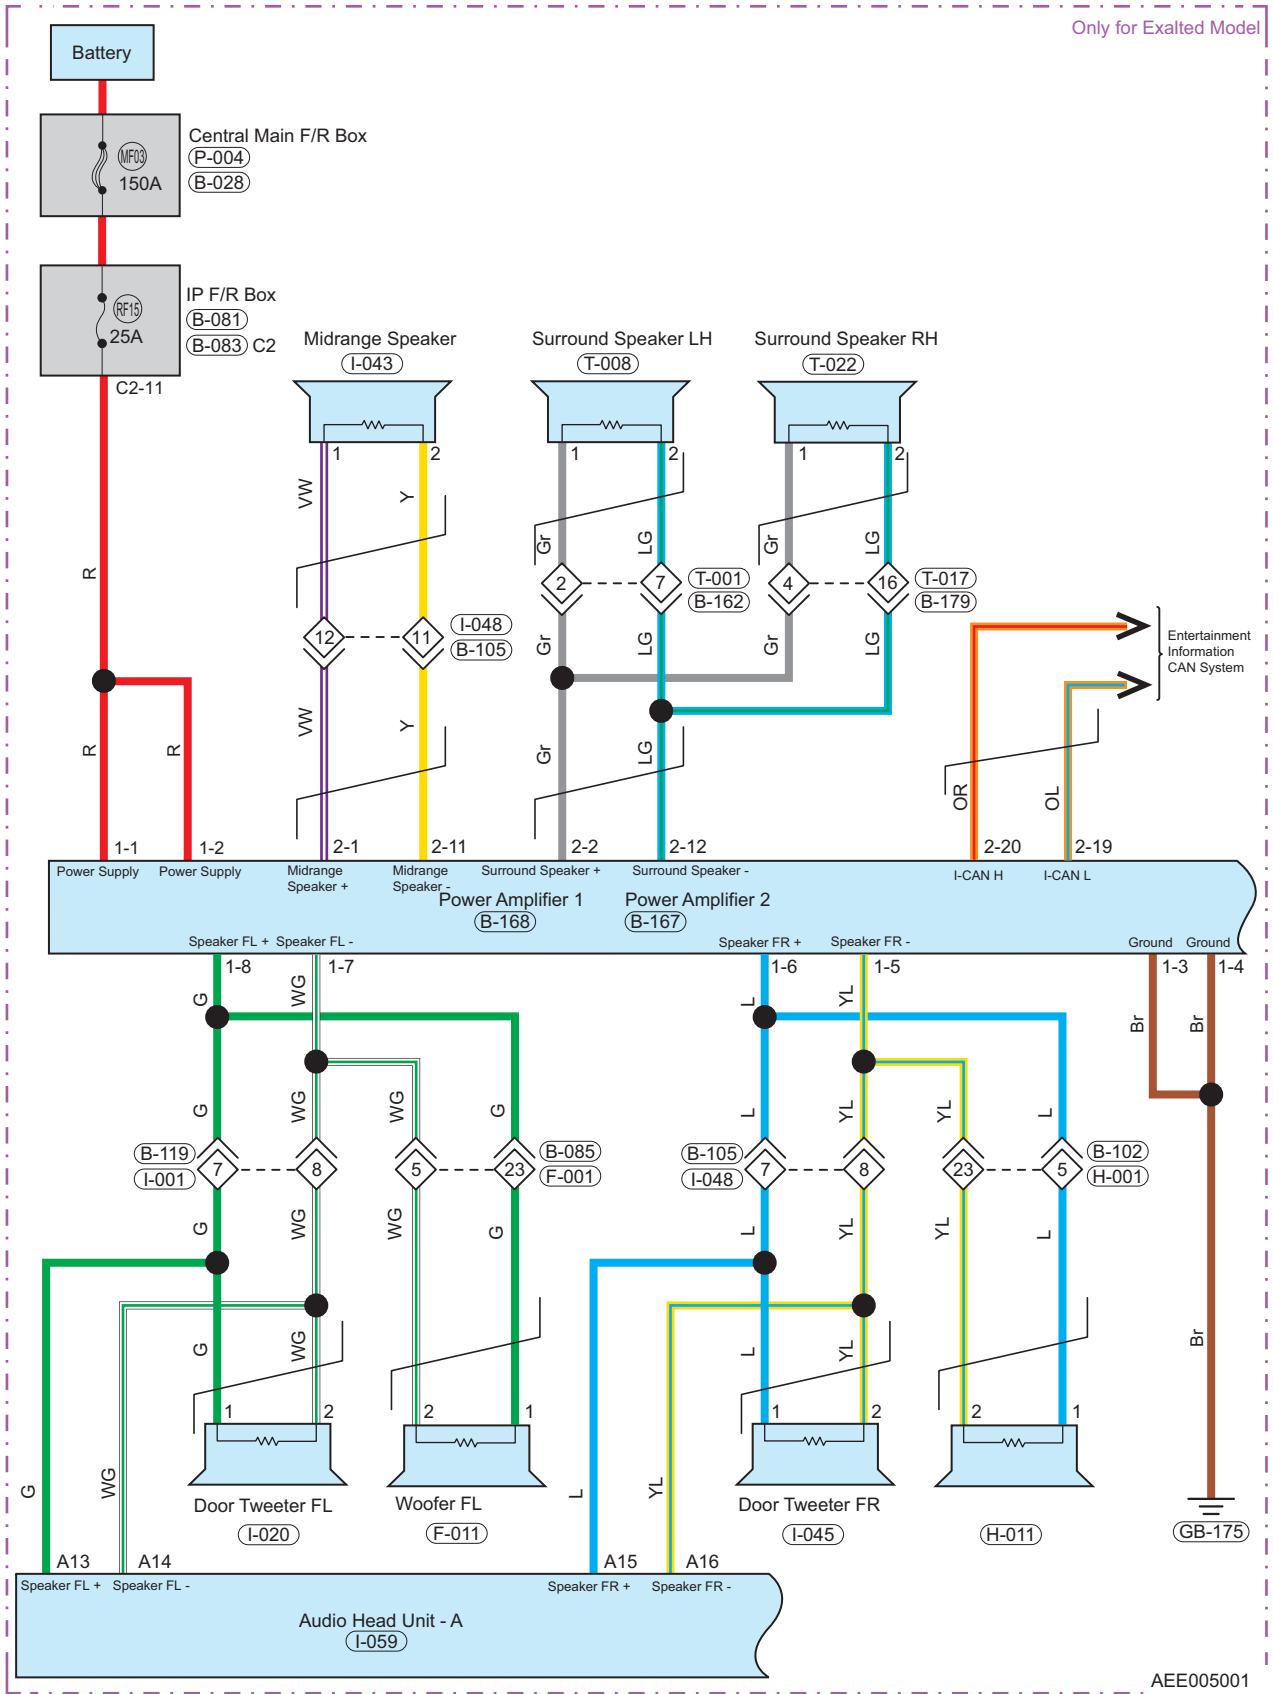 Only for Exalted Model
Battery
Central Main F/R Box
P-004
B-028
MF03
150A
IP F/R Box
B-081
B-083 C2
RF15
25A
C2-11
Midrange Speaker
I-043
Surround Speaker LH
T-008
Surround Speaker RH
T-022
1 2 1 2 1 2
VW Y
Gr LG Gr LG
2 7 T-001
B-162
4 16 T-017
B-179
R
12 11 I-048
B-105
Gr LG Gr LG
Entertainment
Information
CAN System
R R VW Y Gr LG
OR OL
1-1 1-2 2-1 2-11 2-2 2-12 2-20 2-19
Power Supply Power Supply
Midrange
Speaker +
Midrange
Speaker -
Surround Speaker + Surround Speaker -
I-CAN H I-CAN L
Power Amplifier 1
B-168
Power Amplifier 2
B-167
Speaker FL + Speaker FL - Speaker FR + Speaker FR - Ground Ground
1-8 1-7 1-6 1-5 1-3 1-4
G WG L YL Br Br
G WG WG G L YL YL L
B-119
I-001
7 8 5 23
B-085
F-001
B-105
I-048
7 8 23 5
B-102
H-001
G WG WG G L YL YL L
G WG L YL Br
1 2 2 1 1 2 2 1
G WG L YL
Door Tweeter FL
I-020
Woofer FL
F-011
Door Tweeter FR
I-045
H-011
GB-175
A13 A14 A15 A16
Speaker FL + Speaker FL - Speaker FR + Speaker FR -
Audio Head Unit - A
I-059
AEE005001